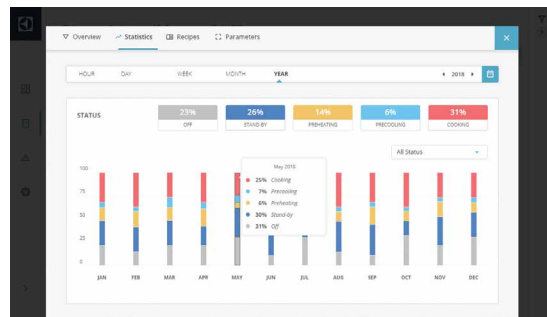 Overview Statistics Recipes Parameters
HOUR DAY WEEK MONTH YEAR 2018
STATUS
23% 26% 14% 6% 31%
OFF STAND-BY PREHEATING PRECOOLING COOKING
All Status
May 2018
25% Cooking
7% Precooling
6% Preheating
30% Stand-by
31% Off
100
75
50
25
0
JAN FEB MAR APR MAY JUN JUL AUG SEP OCT NOV DEC